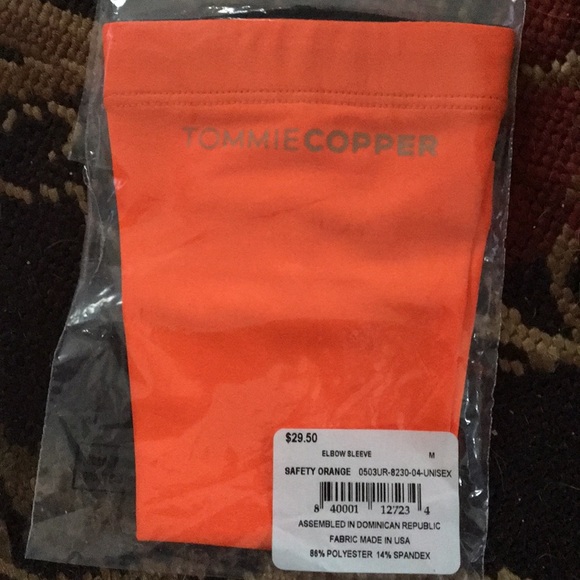 TOMMIECOPPER
$29.50
ELBOW SLEEVE M
SAFETY ORANGE 0503UR-8230-04-UNISEX
8 40001 12723 4
ASSEMBLED IN DOMINICAN REPUBLIC
FABRIC MADE IN USA
86% POLYESTER 14% SPANDEX